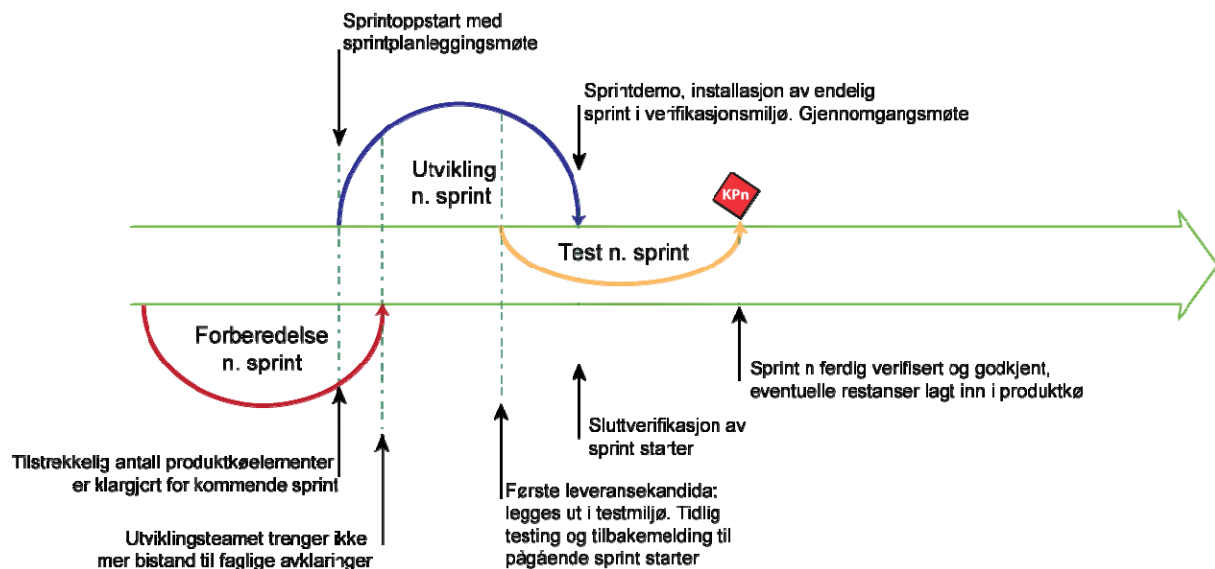 Sprintoppstart med
sprintplanleggingsmøte
Sprintdemo, installasjon av endelig
sprint i verifikasjonsmiljø. Gjennomgangsmøte
Utvikling
n. sprint
KPn
Test n. sprint
Forberedelse
n. sprint
Sprint n ferdig verifisert og godkjent,
eventuelle restanser lagt inn i produktkø
Sluttverifikasjon av
sprint starter
Tilstrekkelig antall produktkøelementer
er klargjort for kommende sprint
Første leveransekandidat
legges ut i testmiljø. Tidlig
testing og tilbakemelding til
pågående sprint starter
Utviklingsteamet trenger ikke
mer bistand til faglige avklaringer